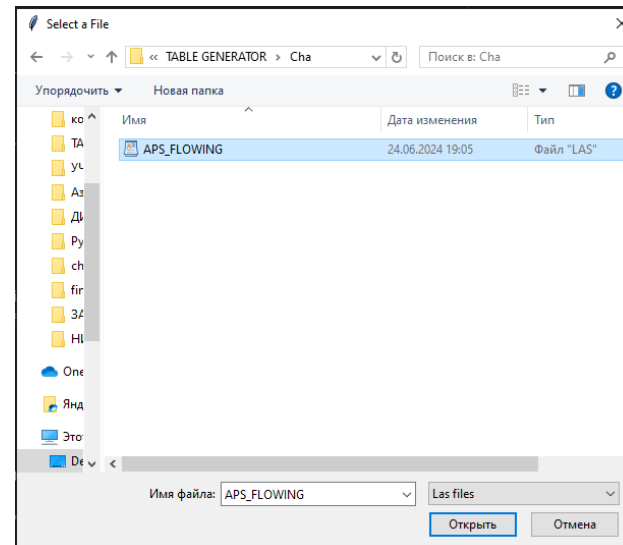 Select a File
« TABLE GENERATOR > Cha
Поиск в: Cha
Упорядочить
Новая папка
Имя
Дата изменения
Тип
APS_FLOWING
24.06.2024 19:05
Файл "LAS"
ко
TA
Аз
Ру
ch
fir
One
Янд
Это
De
Имя файла:
APS_FLOWING
Las files
Открыть
Отмена